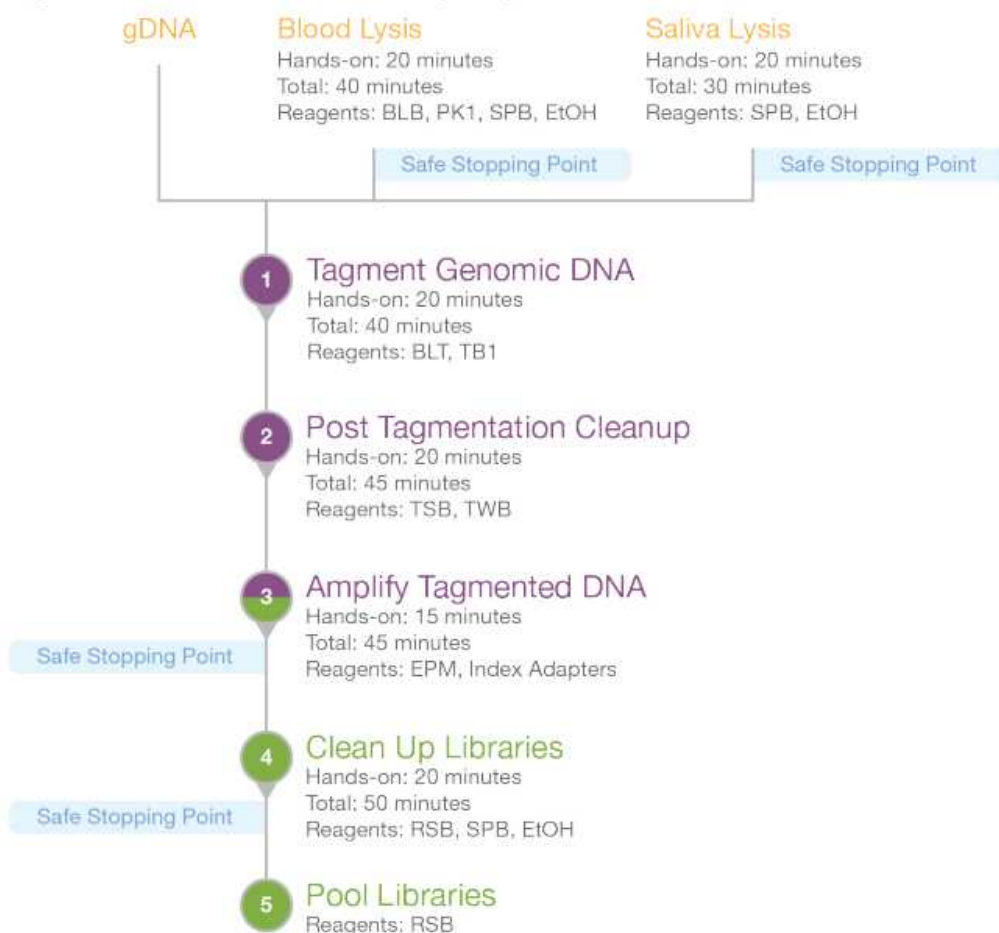 gDNA
Blood Lysis
Hands-on: 20 minutes
Total: 40 minutes
Reagents: BLB, PK1, SPB, EtOH
Safe Stopping Point
Saliva Lysis
Hands-on: 20 minutes
Total: 30 minutes
Reagents: SPB, EtOH
Safe Stopping Point
1
Tagment Genomic DNA
Hands-on: 20 minutes
Total: 40 minutes
Reagents: BLT, TB1
2
Post Tagmentation Cleanup
Hands-on: 20 minutes
Total: 45 minutes
Reagents: TSB, TWB
3
Amplify Tagmented DNA
Hands-on: 15 minutes
Total: 45 minutes
Reagents: EPM, Index Adapters
Safe Stopping Point
4
Clean Up Libraries
Hands-on: 20 minutes
Total: 50 minutes
Reagents: RSB, SPB, EtOH
Safe Stopping Point
5
Pool Libraries
Reagents: RSB